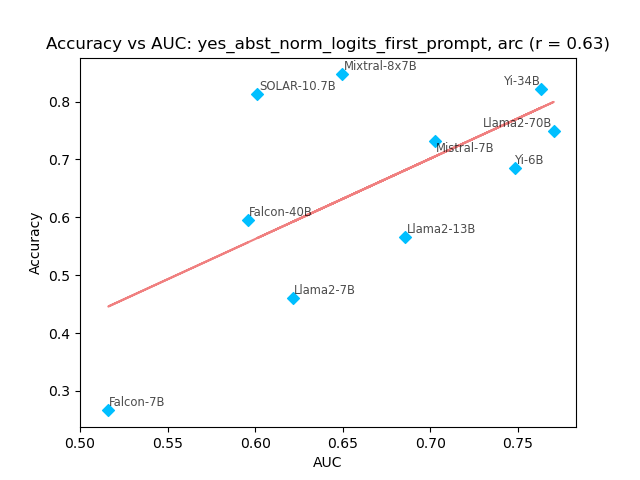 Accuracy vs AUC: yes_abst_norm_logits_first_prompt, arc (r = 0.63)
Mixtral-8x7B
SOLAR-10.7B
Yi-34B
Llama2-70B
Mistral-7B
Yi-6B
Falcon-40B
Llama2-13B
Llama2-7B
Falcon-7B
Accuracy
0.8
0.7
0.6
0.5
0.4
0.3
0.50 0.55 0.60 0.65 0.70 0.75
AUC